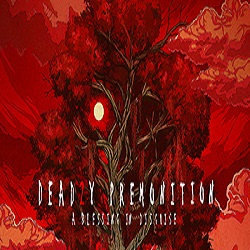 DEADLY PREMONITION
A BLESSING IN DISGUISE